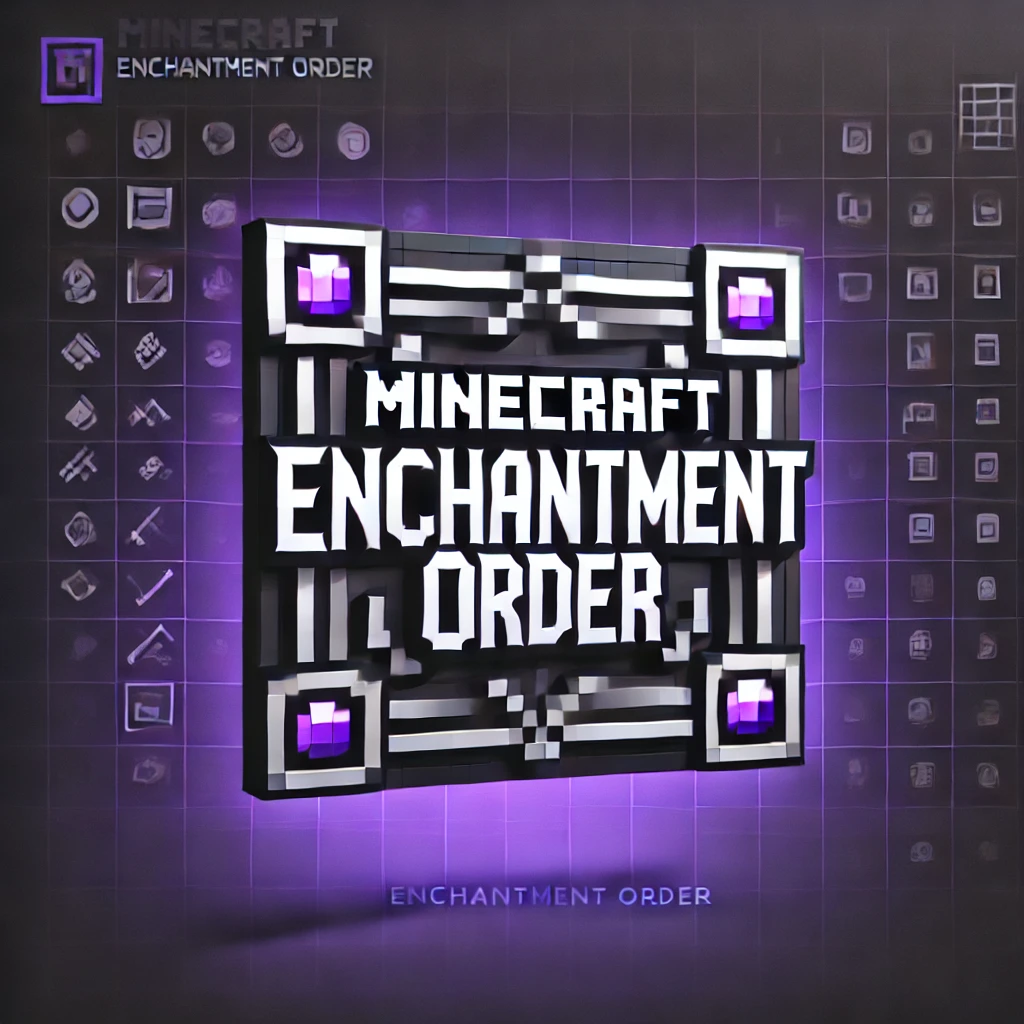 MINECRAFT
ENCHANTMENT ORDER
MINECRAFT
ENCHANTMENT
ORDER
ENCHANTMENT ORDER